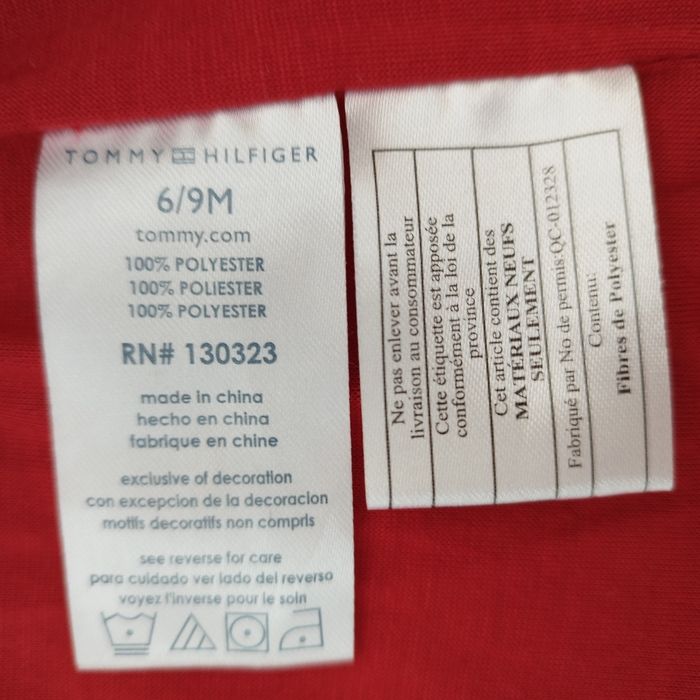 TOMMY HILFIGER
6/9M
tommy.com
100% POLYESTER
100% POLIESTER
100% POLYESTER
RN# 130323
made in china
hecho en china
fabrique en chine
exclusive of decoration
con excepcion de la decoracion
motifs decoratifs non compris
see reverse for care
para cuidado ver lado del reverso
voyez l'inverse pour le soin
Ne pas enlever avant la
livraison au consommateur
Cette étiquette est apposée
conformément à la loi de la
province
Cet article contient des
MATÉRIAUX NEUFS
SEULEMENT
Fabriqué par No de permis:QC-012328
Contenu:
Fibres de Polyester